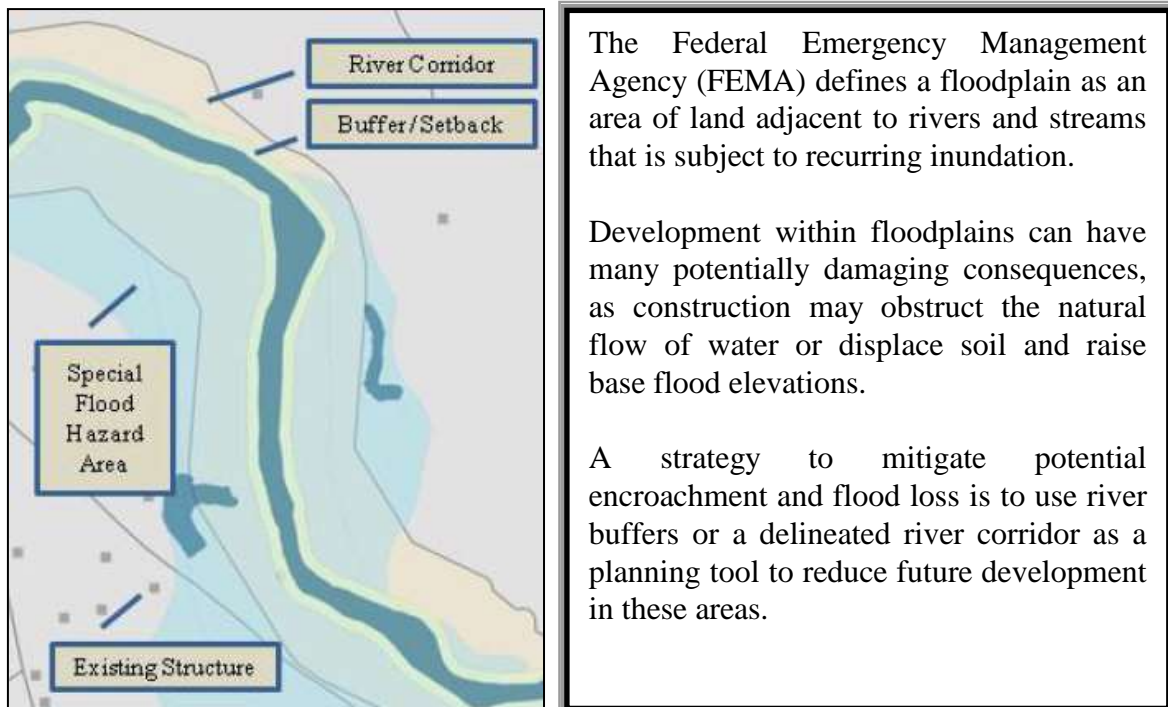 River Corridor
Buffer/Setback
Special
Flood
Hazard
Area
Existing Structure
The Federal Emergency Management
Agency (FEMA) defines a floodplain as an
area of land adjacent to rivers and streams
that is subject to recurring inundation.
Development within floodplains can have
many potentially damaging consequences,
as construction may obstruct the natural
flow of water or displace soil and raise
base flood elevations.
A strategy to mitigate potential
encroachment and flood loss is to use river
buffers or a delineated river corridor as a
planning tool to reduce future development
in these areas.